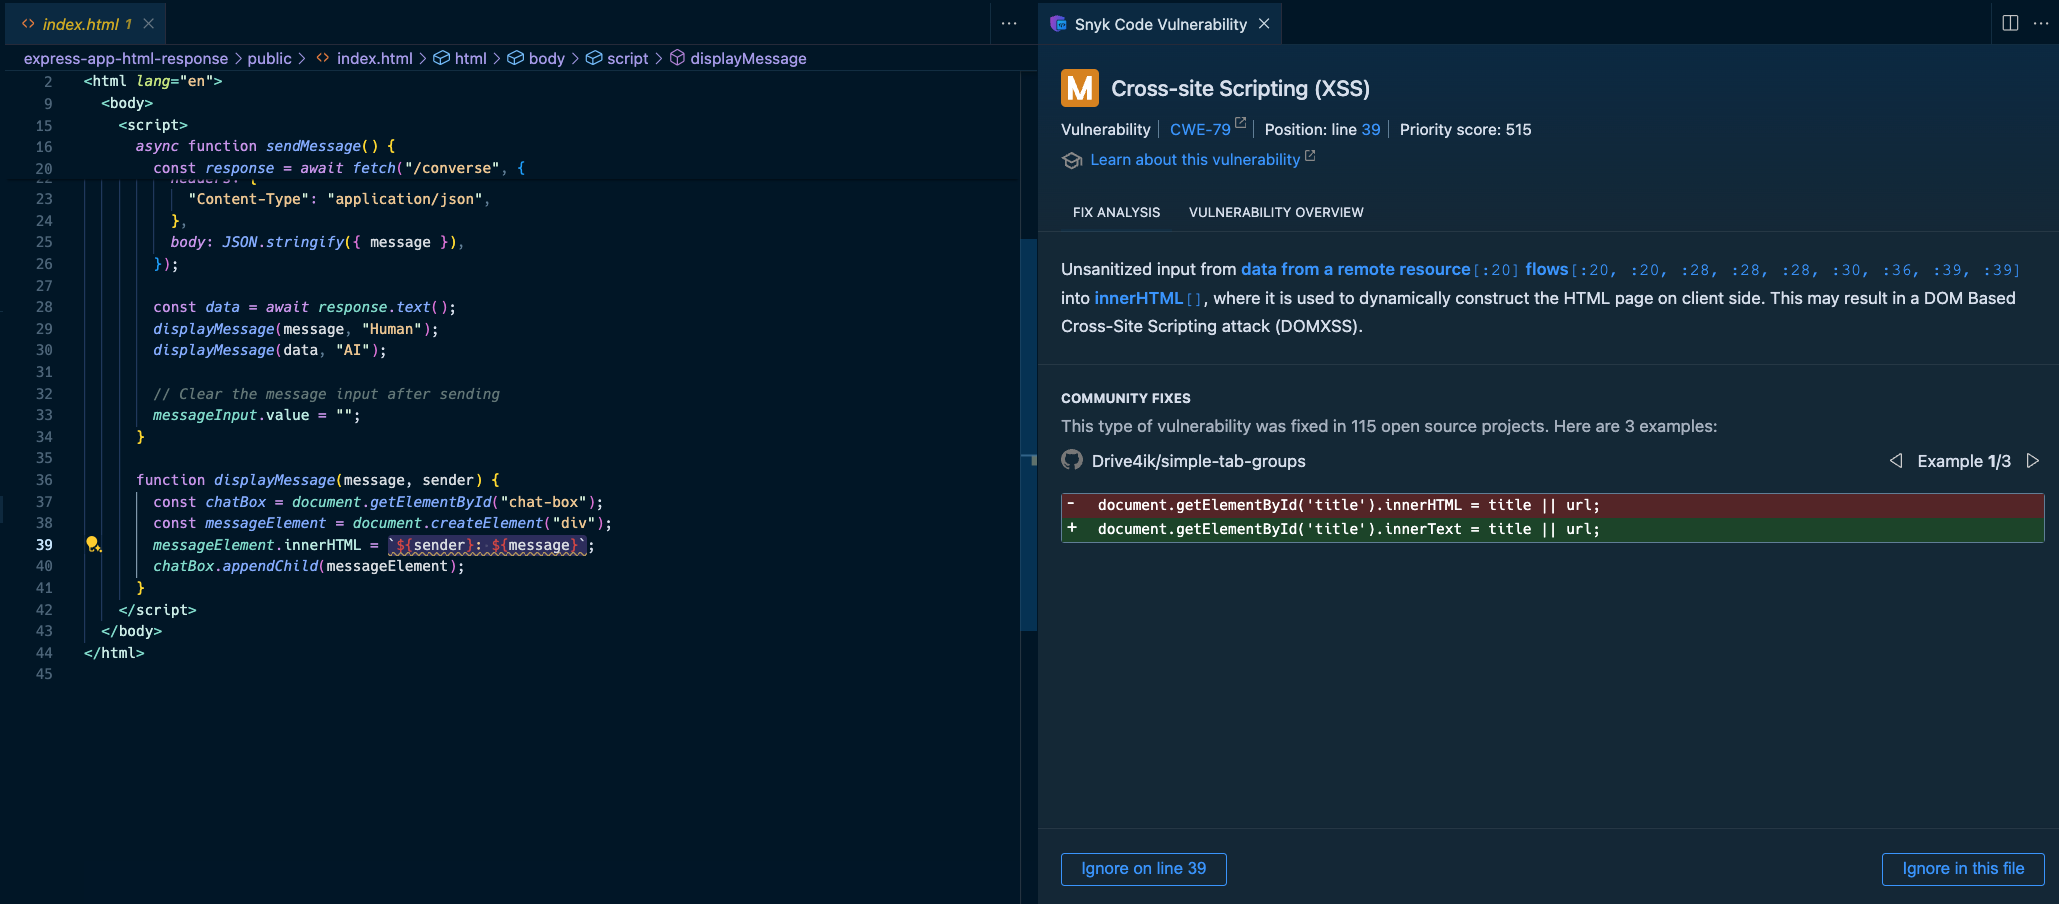 index.html 1
express-app-html-response > public > index.html > html > body > script > displayMessage
2 <html lang="en">
9 <body>
15 <script>
16 async function sendMessage() {
20 const response = await fetch("/converse", {
22 headers: {
23 "Content-Type": "application/json",
24 },
25 body: JSON.stringify({ message }),
26 });
27
28 const data = await response.text();
29 displayMessage(message, "Human");
30 displayMessage(data, "AI");
31
32 // Clear the message input after sending
33 messageInput.value = "";
34 }
35
36 function displayMessage(message, sender) {
37 const chatBox = document.getElementById("chat-box");
38 const messageElement = document.createElement("div");
39 messageElement.innerHTML = `${sender}: ${message}`;
40 chatBox.appendChild(messageElement);
41 }
42 </script>
43 </body>
44 </html>
45
Snyk Code Vulnerability
M Cross-site Scripting (XSS)
Vulnerability | CWE-79 | Position: line 39 | Priority score: 515
Learn about this vulnerability
FIX ANALYSIS VULNERABILITY OVERVIEW
Unsanitized input from data from a remote resource[:20] flows[:20, :20, :28, :28, :28, :30, :36, :39, :39]
into innerHTML[], where it is used to dynamically construct the HTML page on client side. This may result in a DOM Based
Cross-Site Scripting attack (DOMXSS).
COMMUNITY FIXES
This type of vulnerability was fixed in 115 open source projects. Here are 3 examples:
Drive4ik/simple-tab-groups
Example 1/3
- document.getElementById('title').innerHTML = title || url;
+ document.getElementById('title').innerText = title || url;
Ignore on line 39
Ignore in this file